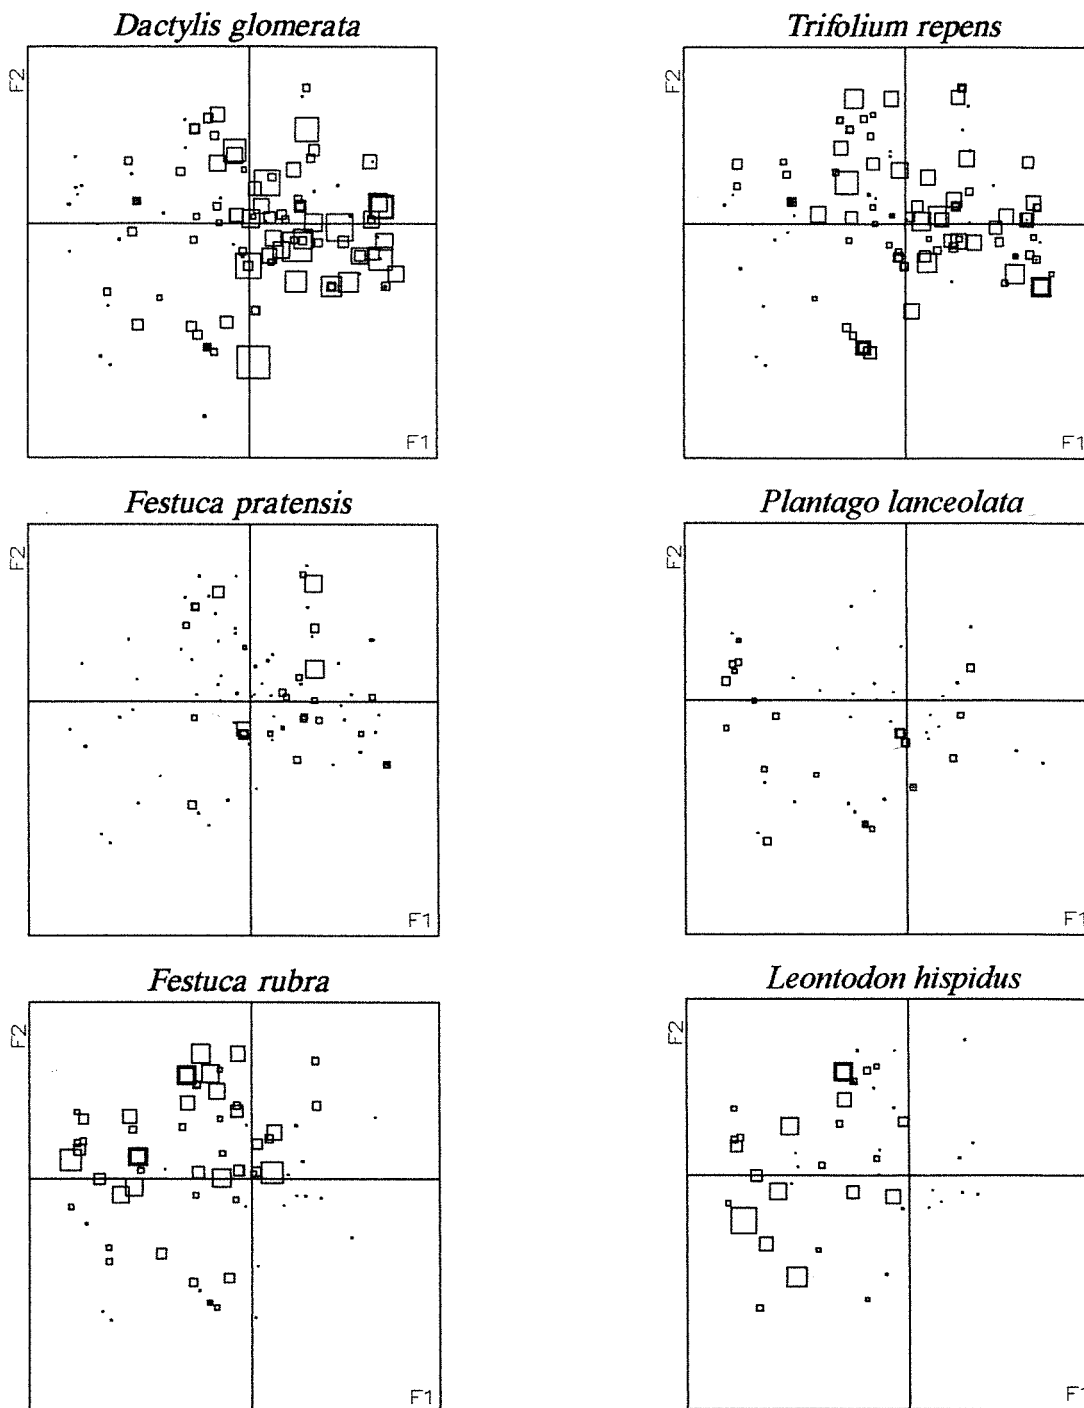 Dactylis glomerata
F2
F1
Trifolium repens
F2
F1
Festuca pratensis
F2
F1
Plantago lanceolata
F2
F1
Festuca rubra
F2
F1
Leontodon hispidus
F2
F1